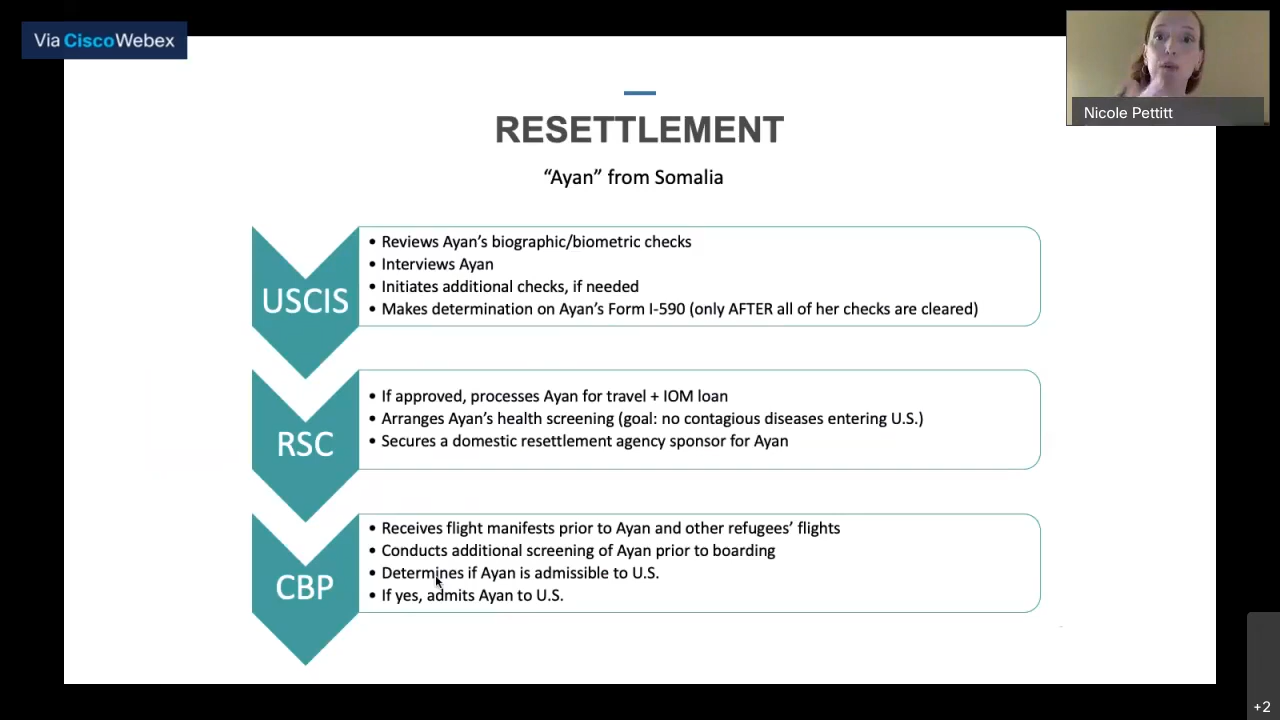 Via CiscoWebex
Nicole Pettitt
RESETTLEMENT
“Ayan” from Somalia
USCIS
• Reviews Ayan’s biographic/biometric checks
• Interviews Ayan
• Initiates additional checks, if needed
• Makes determination on Ayan’s Form I-590 (only AFTER all of her checks are cleared)
RSC
• If approved, processes Ayan for travel + IOM loan
• Arranges Ayan’s health screening (goal: no contagious diseases entering U.S.)
• Secures a domestic resettlement agency sponsor for Ayan
CBP
• Receives flight manifests prior to Ayan and other refugees’ flights
• Conducts additional screening of Ayan prior to boarding
• Determines if Ayan is admissible to U.S.
• If yes, admits Ayan to U.S.
+2